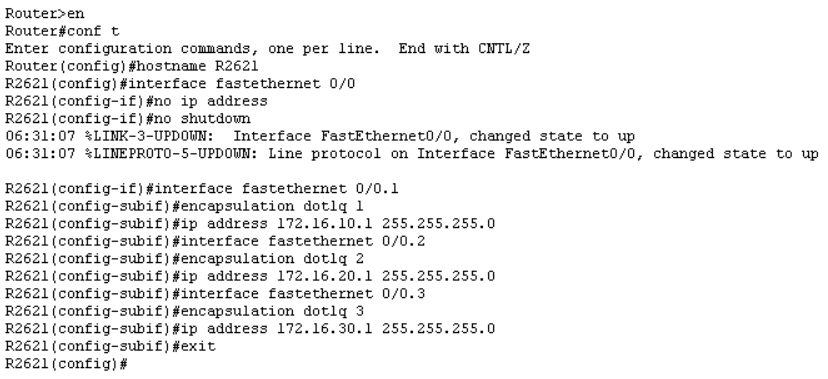 Router>en
Router#conf t
Enter configuration commands, one per line.  End with CNTL/Z
Router(config)#hostname R2621
R2621(config)#interface fastethernet 0/0
R2621(config-if)#no ip address
R2621(config-if)#no shutdown
06:31:07 %LINK-3-UPDOWN:  Interface FastEthernet0/0, changed state to up
06:31:07 %LINEPROTO-5-UPDOWN: Line protocol on Interface FastEthernet0/0, changed state to up
R2621(config-if)#interface fastethernet 0/0.1
R2621(config-subif)#encapsulation dot1q 1
R2621(config-subif)#ip address 172.16.10.1 255.255.255.0
R2621(config-subif)#interface fastethernet 0/0.2
R2621(config-subif)#encapsulation dot1q 2
R2621(config-subif)#ip address 172.16.20.1 255.255.255.0
R2621(config-subif)#interface fastethernet 0/0.3
R2621(config-subif)#encapsulation dot1q 3
R2621(config-subif)#ip address 172.16.30.1 255.255.255.0
R2621(config-subif)#exit
R2621(config)#